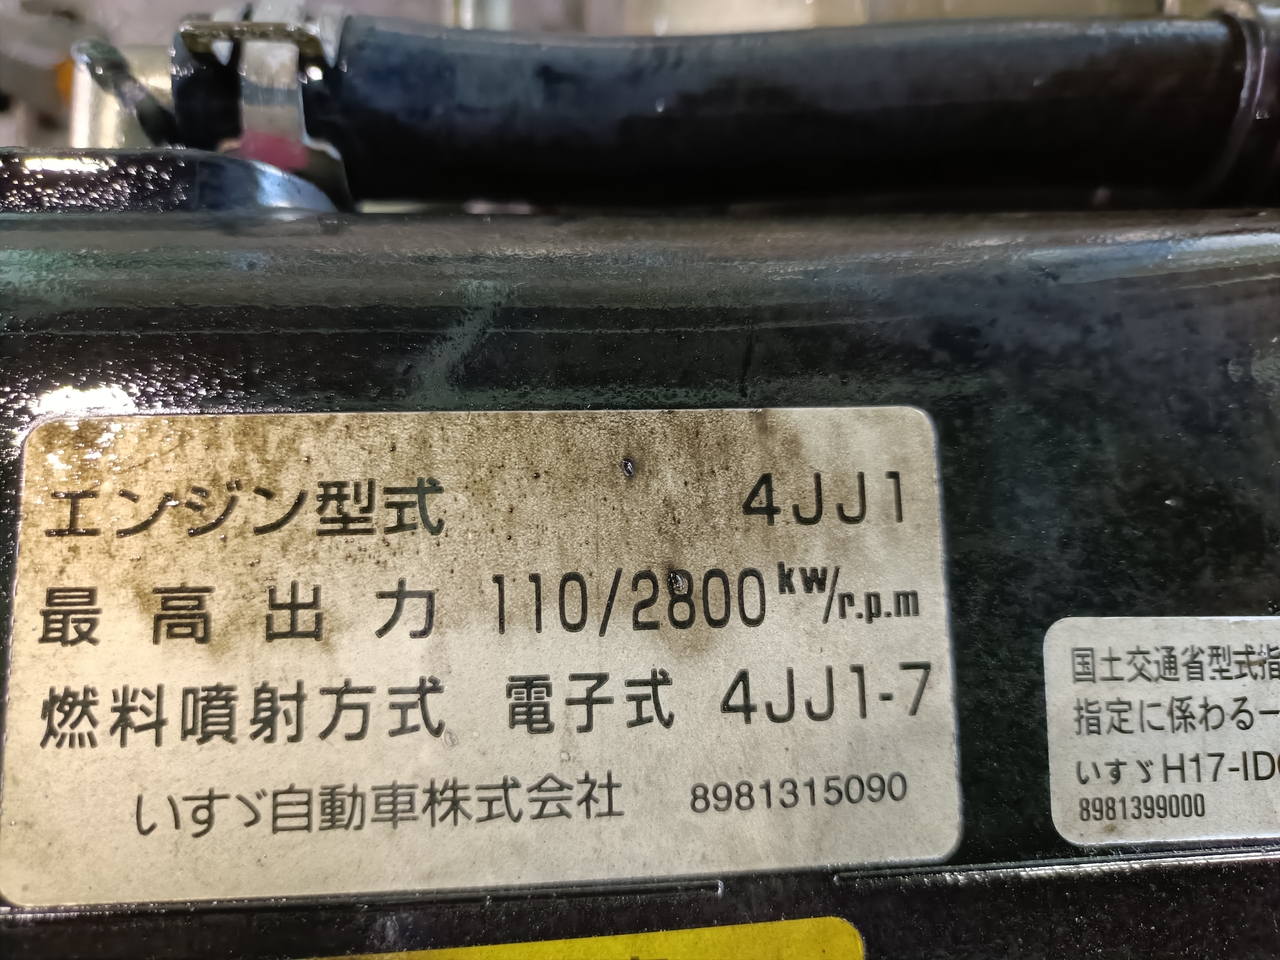 エンジン型式 4JJ1
最高出力 110/2800 kw/r.p.m
燃料噴射方式 電子式 4JJ1-7
いすゞ自動車株式会社 8981315090
国土交通省型式指
指定に係わる一
いすゞH17-ID
8981399000